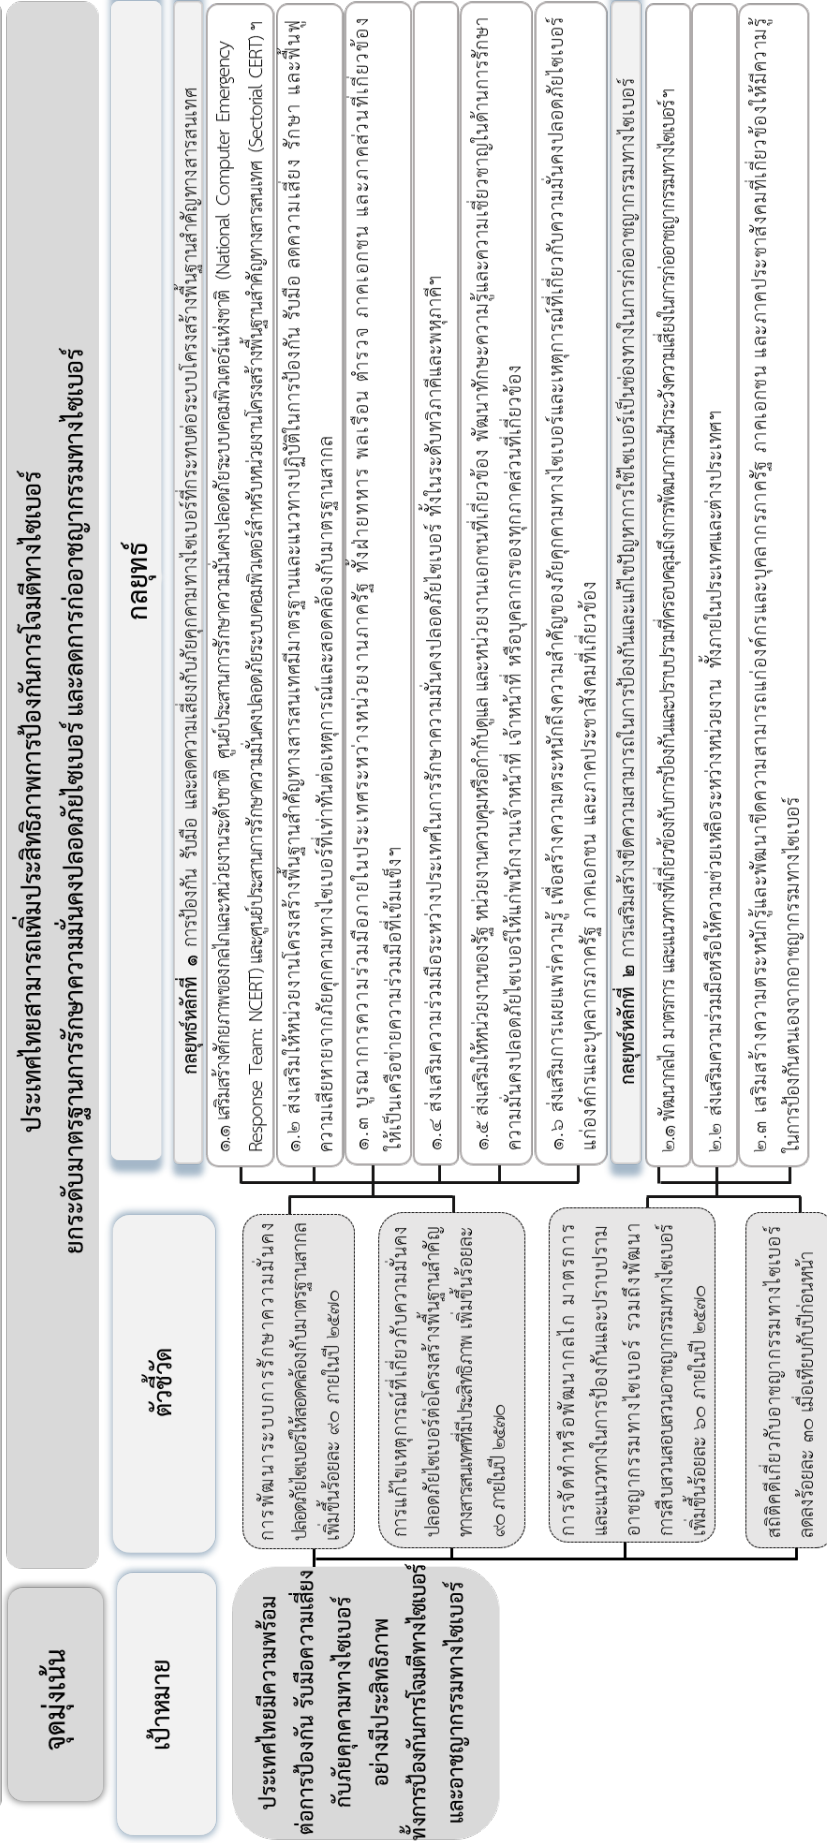 จุดมุ่งเน้น
ประเทศไทยสามารถเพิ่มประสิทธิภาพการป้องกันการโจมตีทางไซเบอร์
ยกระดับมาตรฐานการรักษาความมั่นคงปลอดภัยไซเบอร์ และลดการก่ออาชญากรรมทางไซเบอร์
เป้าหมาย
ตัวชี้วัด
กลยุทธ์
ประเทศไทยมีความพร้อม
ต่อการป้องกัน รับมือความเสี่ยง
กับภัยคุกคามทางไซเบอร์
อย่างมีประสิทธิภาพ
ทั้งการป้องกันการโจมตีทางไซเบอร์
และอาชญากรรมทางไซเบอร์
การพัฒนาระบบการรักษาความมั่นคง
ปลอดภัยไซเบอร์ให้สอดคล้องกับมาตรฐานสากล
เพิ่มขึ้นร้อยละ ๙๐ ภายในปี ๒๕๗๐
การแก้ไขเหตุการณ์ที่เกี่ยวกับความมั่นคง
ปลอดภัยไซเบอร์ต่อโครงสร้างพื้นฐานสำคัญ
ทางสารสนเทศที่มีประสิทธิภาพ เพิ่มขึ้นร้อยละ
๙๐ ภายในปี ๒๕๗๐
การจัดทำหรือพัฒนากลไก มาตรการ
และแนวทางในการป้องกันและปราบปราม
อาชญากรรมทางไซเบอร์ รวมถึงพัฒนา
การสืบสวนสอบสวนอาชญากรรมทางไซเบอร์
เพิ่มขึ้นร้อยละ ๖๐ ภายในปี ๒๕๗๐
สถิติคดีเกี่ยวกับอาชญากรรมทางไซเบอร์
ลดลงร้อยละ ๓๐ เมื่อเทียบกับปีก่อนหน้า
กลยุทธ์หลักที่ ๑ การป้องกัน รับมือ และลดความเสี่ยงกับภัยคุกคามทางไซเบอร์ที่กระทบต่อระบบโครงสร้างพื้นฐานสำคัญทางสารสนเทศ
๑.๑ เสริมสร้างศักยภาพของกลไกและหน่วยงานระดับชาติ ศูนย์ประสานการรักษาความมั่นคงปลอดภัยระบบคอมพิวเตอร์แห่งชาติ (National Computer Emergency
Response Team: NCERT) และศูนย์ประสานการรักษาความมั่นคงปลอดภัยระบบคอมพิวเตอร์สำหรับหน่วยงานโครงสร้างพื้นฐานสำคัญทางสารสนเทศ (Sectorial CERT) ฯ
๑.๒ ส่งเสริมให้หน่วยงานโครงสร้างพื้นฐานสำคัญทางสารสนเทศมีมาตรฐานและแนวทางปฏิบัติในการป้องกัน รับมือ ลดความเสี่ยง รักษา และฟื้นฟู
ความเสียหายจากภัยคุกคามทางไซเบอร์ที่เท่าทันต่อเหตุการณ์และสอดคล้องกับมาตรฐานสากล
๑.๓ บูรณาการความร่วมมือภายในประเทศระหว่างหน่วยงานภาครัฐ ทั้งฝ่ายทหาร พลเรือน ตำรวจ ภาคเอกชน และภาคส่วนที่เกี่ยวข้อง
ให้เป็นเครือข่ายความร่วมมือที่เข้มแข็งฯ
๑.๔ ส่งเสริมความร่วมมือระหว่างประเทศในการรักษาความมั่นคงปลอดภัยไซเบอร์ ทั้งในระดับทวิภาคีและพหุภาคีฯ
๑.๕ ส่งเสริมให้หน่วยงานของรัฐ หน่วยงานควบคุมหรือกำกับดูแล และหน่วยงานเอกชนที่เกี่ยวข้อง พัฒนาทักษะความรู้และความเชี่ยวชาญในด้านการรักษา
ความมั่นคงปลอดภัยไซเบอร์ให้แก่พนักงานเจ้าหน้าที่ เจ้าหน้าที่ หรือบุคลากรของทุกภาคส่วนที่เกี่ยวข้อง
๑.๖ ส่งเสริมการเผยแพร่ความรู้ เพื่อสร้างความตระหนักถึงความสำคัญของภัยคุกคามทางไซเบอร์และเหตุการณ์ที่เกี่ยวกับความมั่นคงปลอดภัยไซเบอร์
แก่องค์กรและบุคลากรภาครัฐ ภาคเอกชน และภาคประชาสังคมที่เกี่ยวข้อง
กลยุทธ์หลักที่ ๒ การเสริมสร้างขีดความสามารถในการป้องกันและแก้ไขปัญหาการใช้ไซเบอร์เป็นช่องทางในการก่ออาชญากรรมทางไซเบอร์
๒.๑ พัฒนากลไก มาตรการ และแนวทางที่เกี่ยวข้องกับการป้องกันและปราบปรามที่ครอบคลุมถึงการพัฒนาการเฝ้าระวังความเสี่ยงในการก่ออาชญากรรมทางไซเบอร์ฯ
๒.๒ ส่งเสริมความร่วมมือหรือให้ความช่วยเหลือระหว่างหน่วยงาน ทั้งภายในประเทศและต่างประเทศฯ
๒.๓ เสริมสร้างความตระหนักรู้และพัฒนาขีดความสามารถแก่องค์กรและบุคลากรภาครัฐ ภาคเอกชน และภาคประชาสังคมที่เกี่ยวข้องให้มีความรู้
ในการป้องกันตนเองจากอาชญากรรมทางไซเบอร์